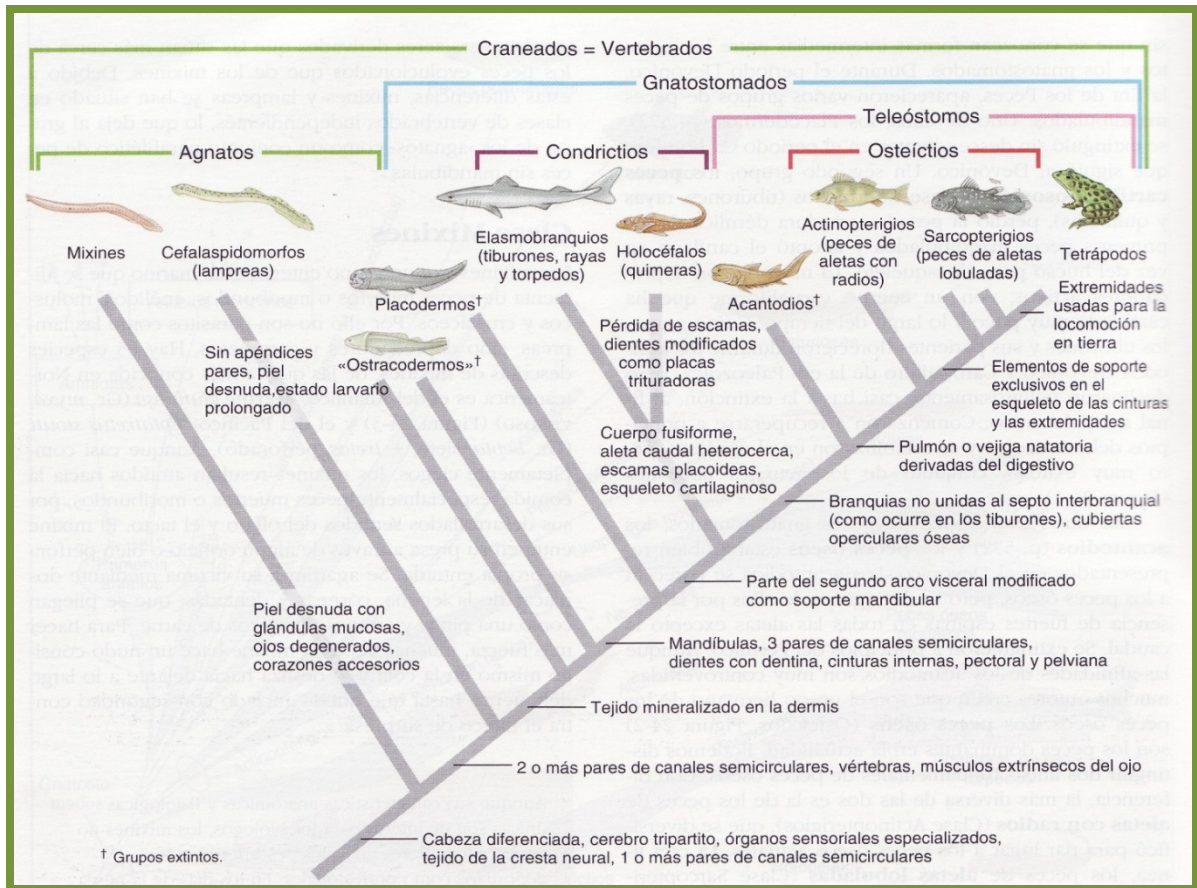 Craneados = Vertebrados
Gnatostomados
Teleóstomos
Agnatos
Condrictios
Osteictios
Mixines
Cefalaspidomorfos
(lampreas)
Elasmobranquios
(tiburones, rayas
y torpedos)
Holocéfalos
(quimeras)
Actinopterigios
(peces de
aletas con
radios)
Sarcopterigios
(peces de aletas
lobuladas)
Tetrápodos
Placodermos†
Acantodios†
«Ostracodermos»†
Extremidades
usadas para la
locomoción
en tierra
Sin apéndices
pares, piel
desnuda, estado larvario
prolongado
Pérdida de escamas,
dientes modificados
como placas
trituradoras
Elementos de soporte
exclusivos en el
esqueleto de las cinturas
y las extremidades
Cuerpo fusiforme,
aleta caudal heterocerca,
escamas placoideas,
esqueleto cartilaginoso
Pulmón o vejiga natatoria
derivadas del digestivo
Branquias no unidas al septo interbranquial
(como ocurre en los tiburones), cubiertas
operculares óseas
Parte del segundo arco visceral modificado
como soporte mandibular
Piel desnuda con
glándulas mucosas,
ojos degenerados,
corazones accesorios
Mandíbulas, 3 pares de canales semicirculares,
dientes con dentina, cinturas internas, pectoral y pelviana
Tejido mineralizado en la dermis
2 o más pares de canales semicirculares, vértebras, músculos extrínsecos del ojo
Cabeza diferenciada, cerebro tripartito, órganos de los sentidos especializados,
tejido de la cresta neural, 1 o más pares de canales semicirculares
† Grupos extintos.